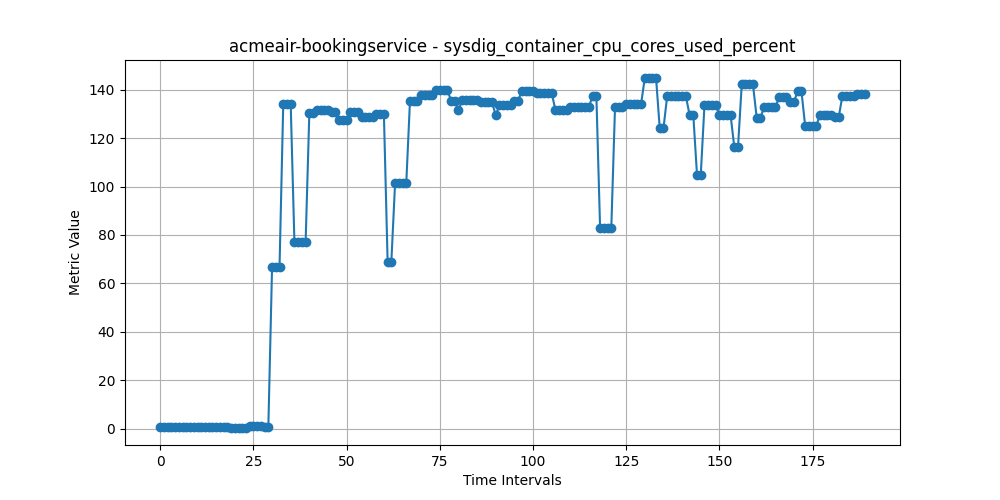 acmeair-bookingservice - sysdig_container_cpu_cores_used_percent
140
120
100
80
60
40
20
0
Metric Value
0 25 50 75 100 125 150 175
Time Intervals